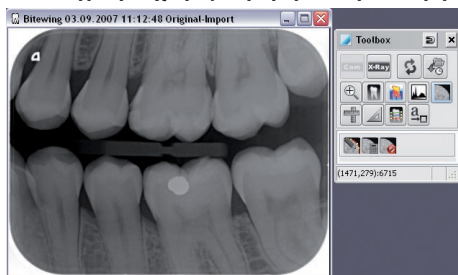 Bitewing 03.09.2007 11:12:48 Original-Import
Toolbox
Cam X-Ray
a
(1471,279):6715